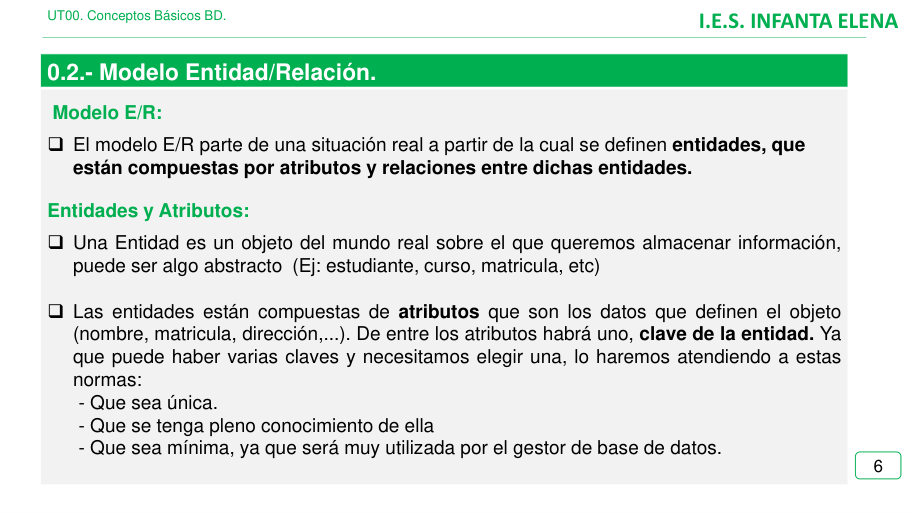 UT00. Conceptos Básicos BD.
I.E.S. INFANTA ELENA
0.2.- Modelo Entidad/Relación.
Modelo E/R:
❑ El modelo E/R parte de una situación real a partir de la cual se definen entidades, que
están compuestas por atributos y relaciones entre dichas entidades.
Entidades y Atributos:
❑ Una Entidad es un objeto del mundo real sobre el que queremos almacenar información,
puede ser algo abstracto (Ej: estudiante, curso, matricula, etc)
❑ Las entidades están compuestas de atributos que son los datos que definen el objeto
(nombre, matricula, dirección,...). De entre los atributos habrá uno, clave de la entidad. Ya
que puede haber varias claves y necesitamos elegir una, lo haremos atendiendo a estas
normas:
- Que sea única.
- Que se tenga pleno conocimiento de ella
- Que sea mínima, ya que será muy utilizada por el gestor de base de datos.
6